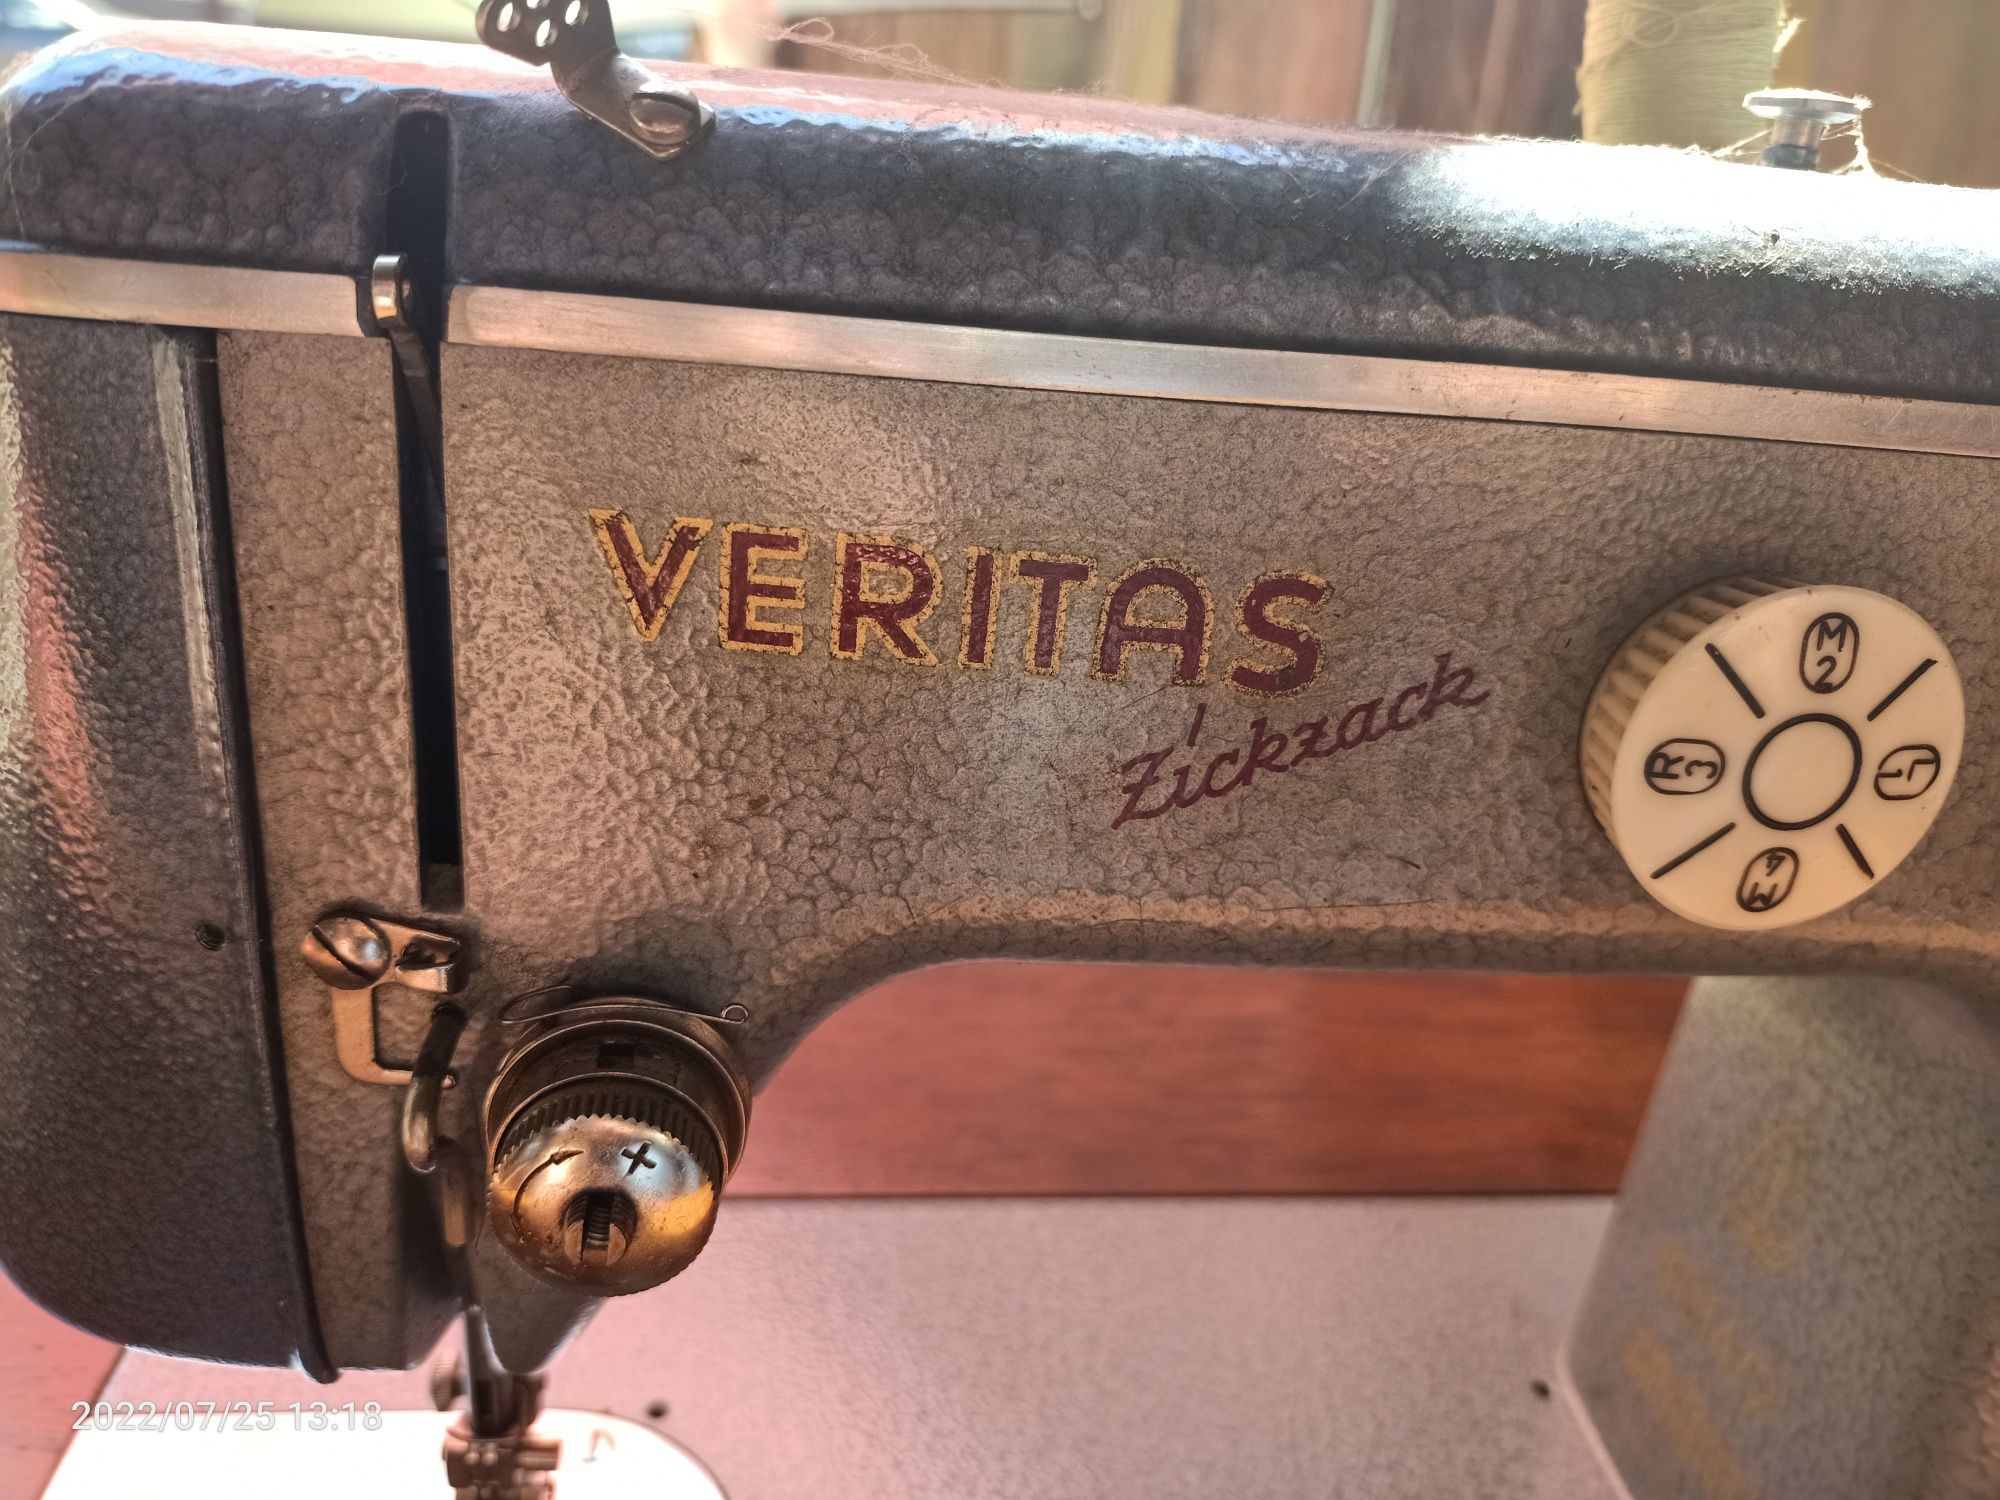 VERITAS
Zickzack
M 2
R 3
L 1
M 4
+
2022/07/25 13:18